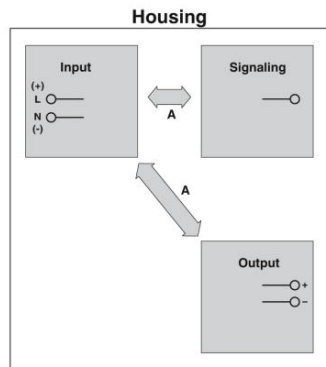 Housing
Input
(+)
L
N
(-)
Signaling
A
A
Output
+
–